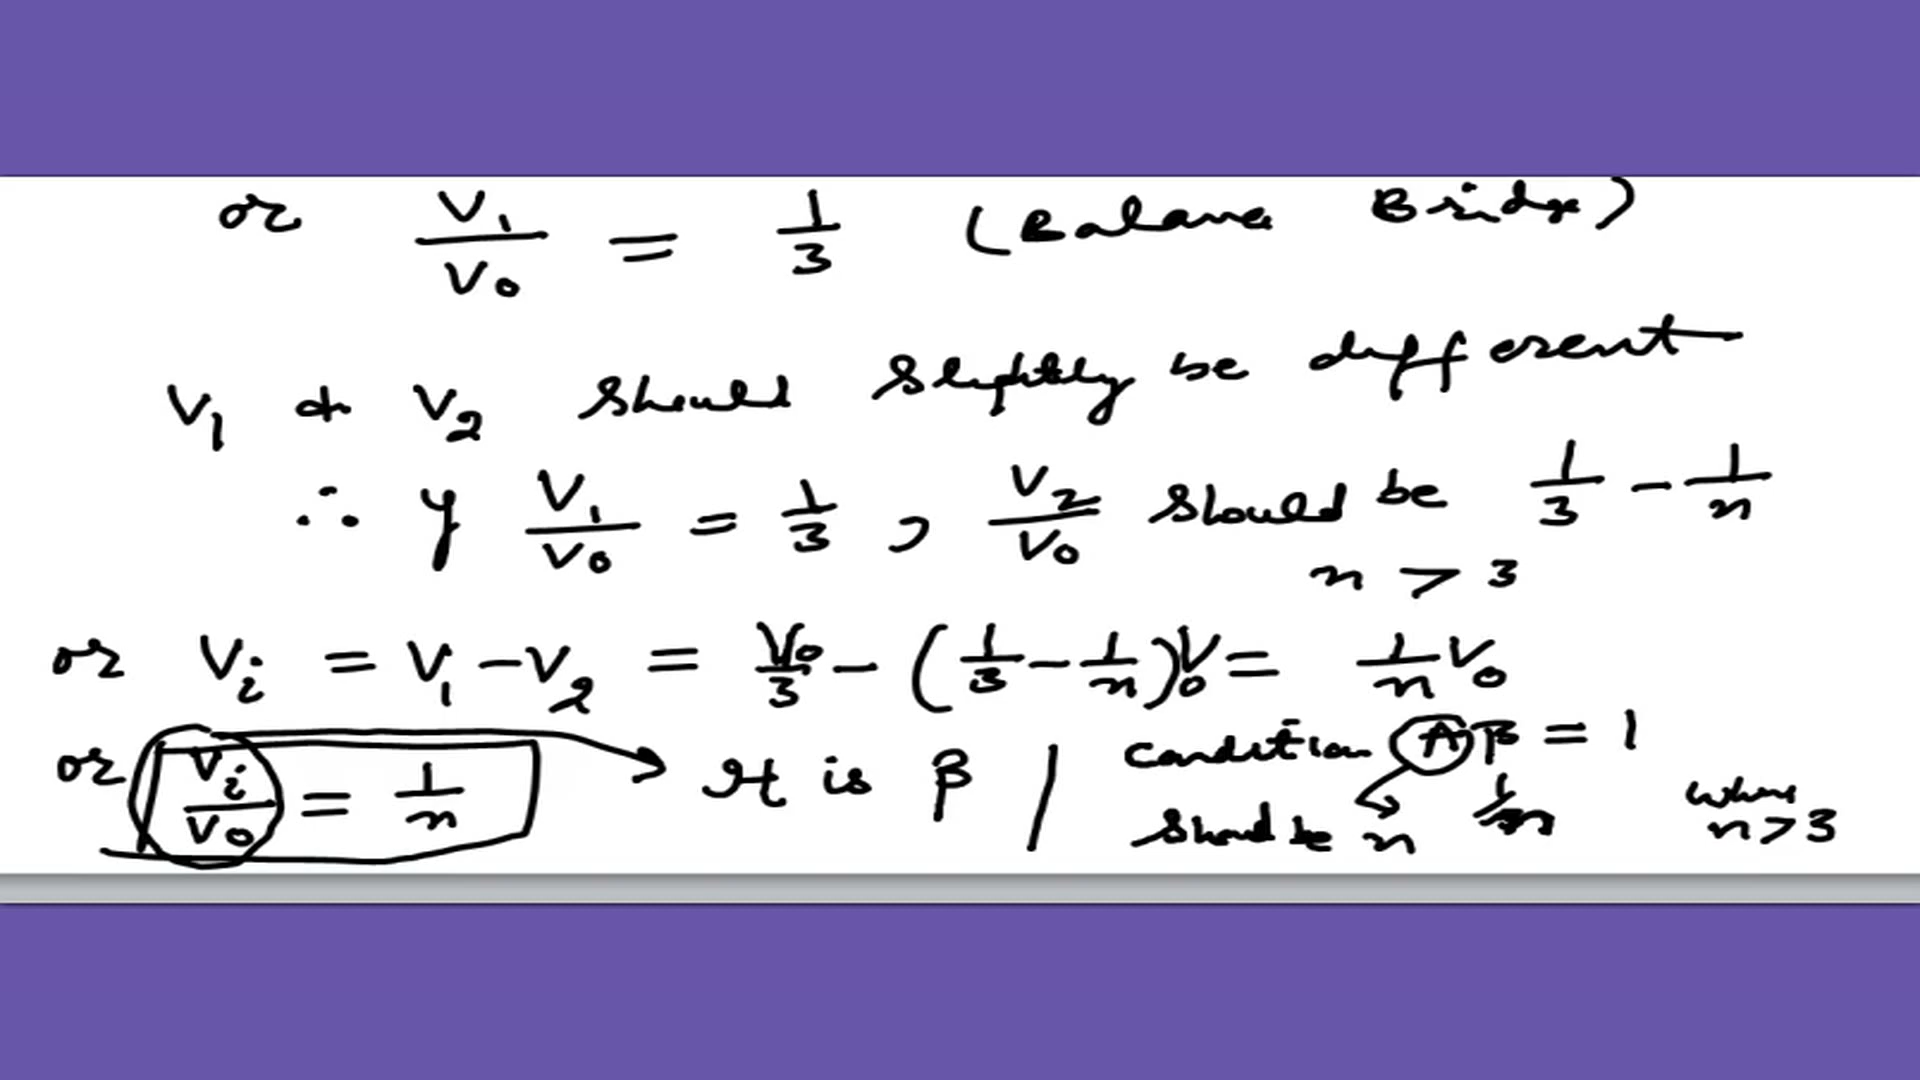 or V₁/V₀ = 1/3 (Balance Bridge)
V₁ & V₂ should slightly be different
∴ if V₁/V₀ = 1/3 , V₂/V₀ should be 1/3 - 1/n
n > 3
or Vᵢ = V₁ - V₂ = V₀/3 - (1/3 - 1/n)V₀ = 1/n V₀
or Vᵢ/V₀ = 1/n → It is β | Condition Aβ = 1
should be n 1/n where n > 3